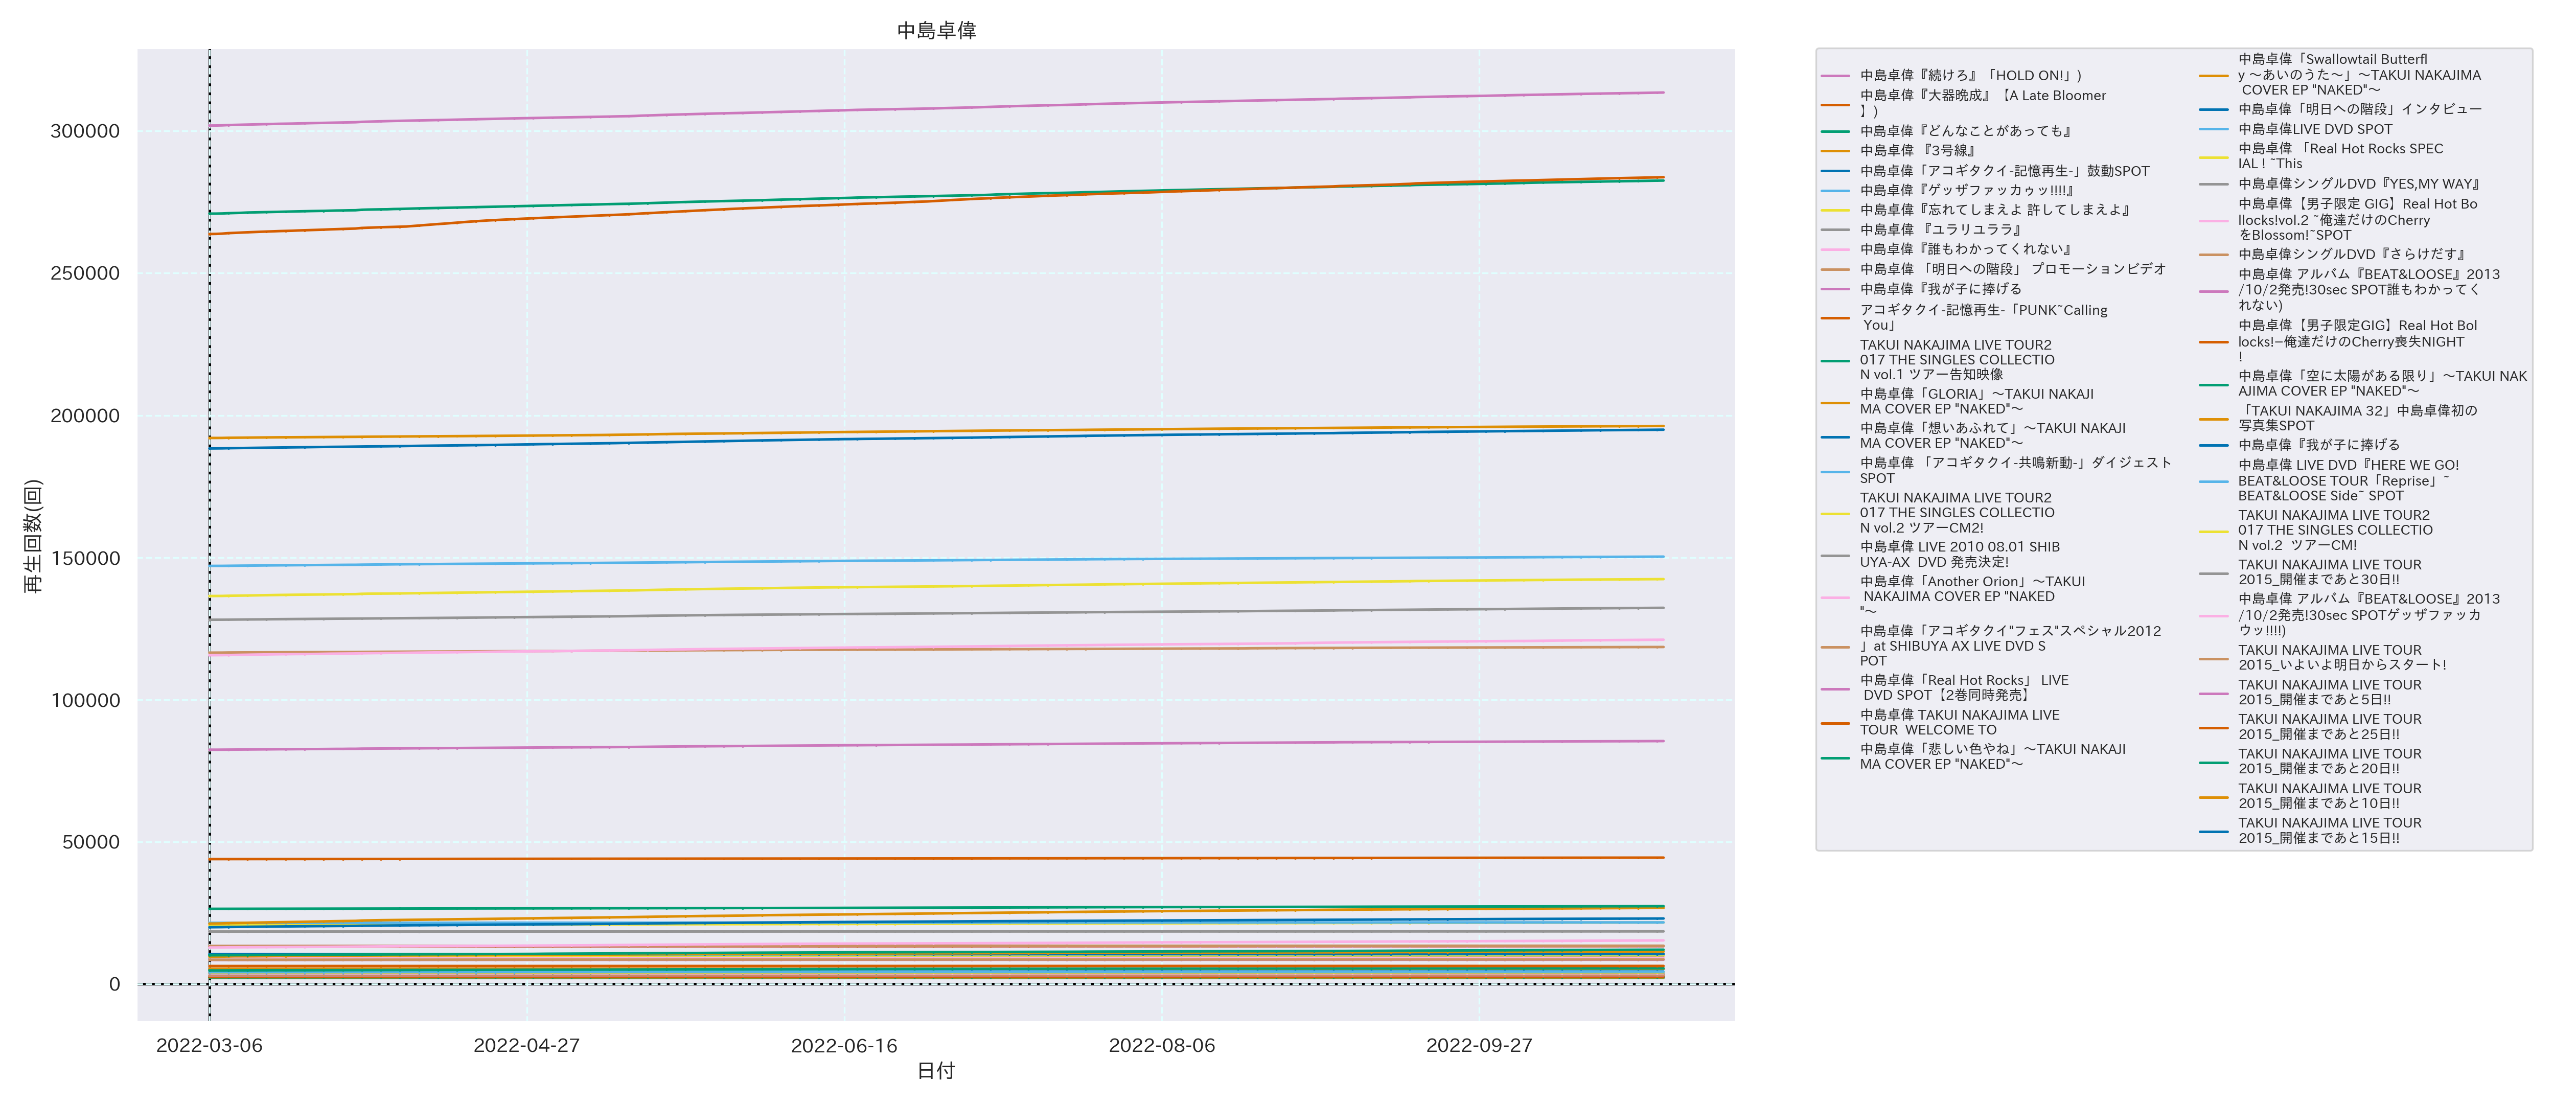 中島卓偉
再生回数(回)
300000
250000
200000
150000
100000
50000
0
2022-03-06
2022-04-27
2022-06-16
2022-08-06
2022-09-27
日付
中島卓偉『続けろ』「HOLD ON!」)
中島卓偉『大器晩成』【A Late Bloomer
】)
中島卓偉『どんなことがあっても』
中島卓偉 『3号線』
中島卓偉「アコギタクイ-記憶再生-」鼓動SPOT
中島卓偉『ゲッザファッカゥッ!!!!』
中島卓偉『忘れてしまえよ 許してしまえよ』
中島卓偉 『ユラリユララ』
中島卓偉『誰もわかってくれない』
中島卓偉 「明日への階段」 プロモーションビデオ
中島卓偉『我が子に捧げる
アコギタクイ-記憶再生-「PUNK~Calling
You」
TAKUI NAKAJIMA LIVE TOUR2
017 THE SINGLES COLLECTIO
N vol.1 ツアー告知映像
中島卓偉「GLORIA」〜TAKUI NAKAJI
MA COVER EP "NAKED"〜
中島卓偉「想いあふれて」〜TAKUI NAKAJI
MA COVER EP "NAKED"〜
中島卓偉 「アコギタクイ-共鳴新動-」ダイジェスト
SPOT
TAKUI NAKAJIMA LIVE TOUR2
017 THE SINGLES COLLECTIO
N vol.2 ツアーCM2!
中島卓偉 LIVE 2010 08.01 SHIB
UYA-AX  DVD 発売決定!
中島卓偉「Another Orion」〜TAKUI
NAKAJIMA COVER EP "NAKED
"〜
中島卓偉「アコギタクイ"フェス"スペシャル2012
」at SHIBUYA AX LIVE DVD S
POT
中島卓偉「Real Hot Rocks」 LIVE
DVD SPOT【2巻同時発売】
中島卓偉 TAKUI NAKAJIMA LIVE
TOUR  WELCOME TO
中島卓偉「悲しい色やね」〜TAKUI NAKAJI
MA COVER EP "NAKED"〜
中島卓偉「Swallowtail Butterfl
y 〜あいのうた〜」〜TAKUI NAKAJIMA
COVER EP "NAKED"〜
中島卓偉「明日への階段」インタビュー
中島卓偉LIVE DVD SPOT
中島卓偉 「Real Hot Rocks SPEC
IAL ! ~This
中島卓偉シングルDVD『YES,MY WAY』
中島卓偉【男子限定 GIG】Real Hot Bo
llocks!vol.2 ~俺達だけのCherry
をBlossom!~SPOT
中島卓偉シングルDVD『さらけだす』
中島卓偉 アルバム『BEAT&LOOSE』2013
/10/2発売!30sec SPOT誰もわかってく
れない)
中島卓偉【男子限定GIG】Real Hot Bol
locks!−俺達だけのCherry喪失NIGHT
!
中島卓偉「空に太陽がある限り」〜TAKUI NAK
AJIMA COVER EP "NAKED"〜
「TAKUI NAKAJIMA 32」中島卓偉初の
写真集SPOT
中島卓偉『我が子に捧げる
中島卓偉 LIVE DVD『HERE WE GO!
BEAT&LOOSE TOUR「Reprise」~
BEAT&LOOSE Side~ SPOT
TAKUI NAKAJIMA LIVE TOUR2
017 THE SINGLES COLLECTIO
N vol.2  ツアーCM!
TAKUI NAKAJIMA LIVE TOUR
2015_開催まであと30日!!
中島卓偉 アルバム『BEAT&LOOSE』2013
/10/2発売!30sec SPOTゲッザファッカ
ウッ!!!!)
TAKUI NAKAJIMA LIVE TOUR
2015_いよいよ明日からスタート!
TAKUI NAKAJIMA LIVE TOUR
2015_開催まであと5日!!
TAKUI NAKAJIMA LIVE TOUR
2015_開催まであと25日!!
TAKUI NAKAJIMA LIVE TOUR
2015_開催まであと20日!!
TAKUI NAKAJIMA LIVE TOUR
2015_開催まであと10日!!
TAKUI NAKAJIMA LIVE TOUR
2015_開催まであと15日!!